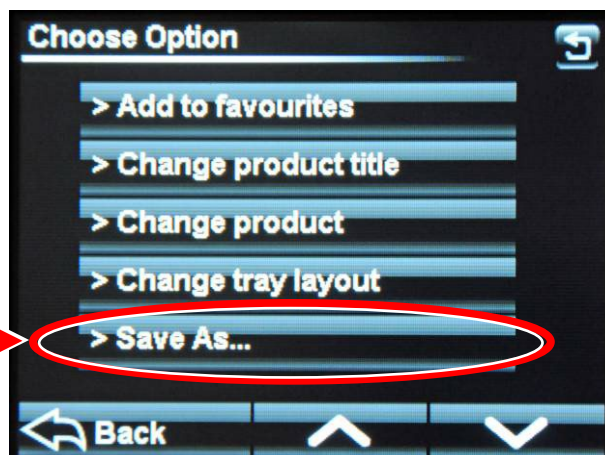 Choose Option
> Add to favourites
> Change product title
> Change product
> Change tray layout
> Save As...
Back